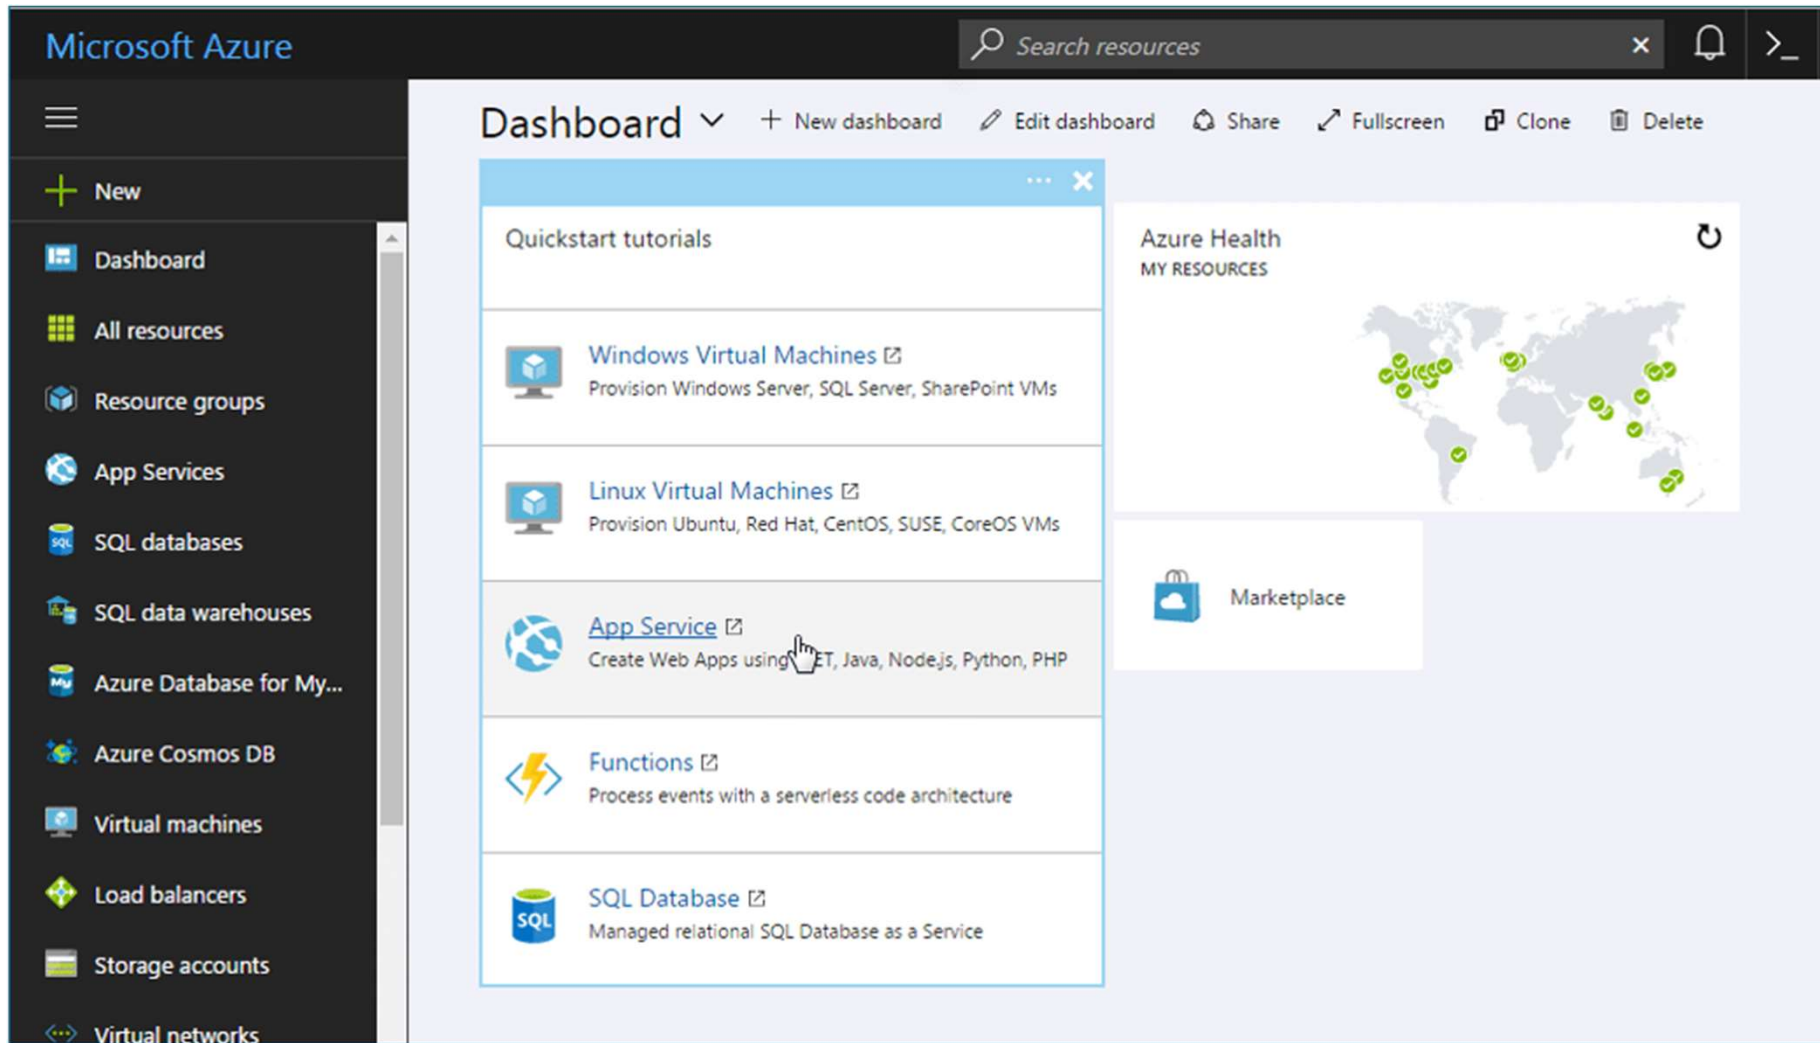 Microsoft Azure
Search resources
Dashboard
New dashboard
Edit dashboard
Share
Fullscreen
Clone
Delete
New
Dashboard
All resources
Resource groups
App Services
SQL databases
SQL data warehouses
Azure Database for My...
Azure Cosmos DB
Virtual machines
Load balancers
Storage accounts
Virtual networks
Quickstart tutorials
Windows Virtual Machines
Provision Windows Server, SQL Server, SharePoint VMs
Linux Virtual Machines
Provision Ubuntu, Red Hat, CentOS, SUSE, CoreOS VMs
App Service
Create Web Apps using ET, Java, Node.js, Python, PHP
Functions
Process events with a serverless code architecture
SQL
SQL Database
Managed relational SQL Database as a Service
Azure Health
MY RESOURCES
Marketplace